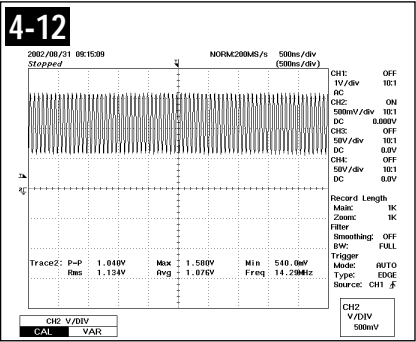 4-12
2002/08/31 09:15:09 NORM:200MS/s 500ns/div
Stopped (500ns/div)
CH1: OFF
1V/div 10:1
AC
CH2: ON
500mV/div 10:1
DC 0.000V
CH3: OFF
50V/div 10:1
DC 0.0V
CH4: OFF
50V/div 10:1
DC 0.0V
Record Length
Main: 1K
Zoom: 1K
Filter
Smoothing: OFF
BW: FULL
Trigger
Mode: AUTO
Type: EDGE
Source: CH1
Trace2: P-P 1.040V Max 1.580V Min 540.0mV
Rms 1.134V Avg 1.076V Freq 14.29MHz
CH2 V/DIV
CAL VAR
CH2
V/DIV
500mV